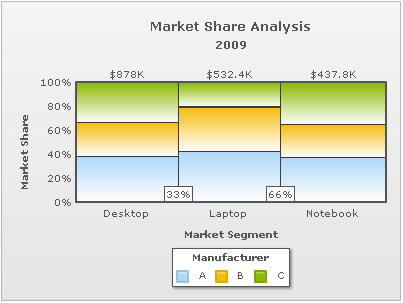 Market Share Analysis
2009
$878K $532.4K $437.8K
100%
80%
60%
40%
20%
0%
Market Share
33% 66%
Desktop Laptop Notebook
Market Segment
Manufacturer
A B C